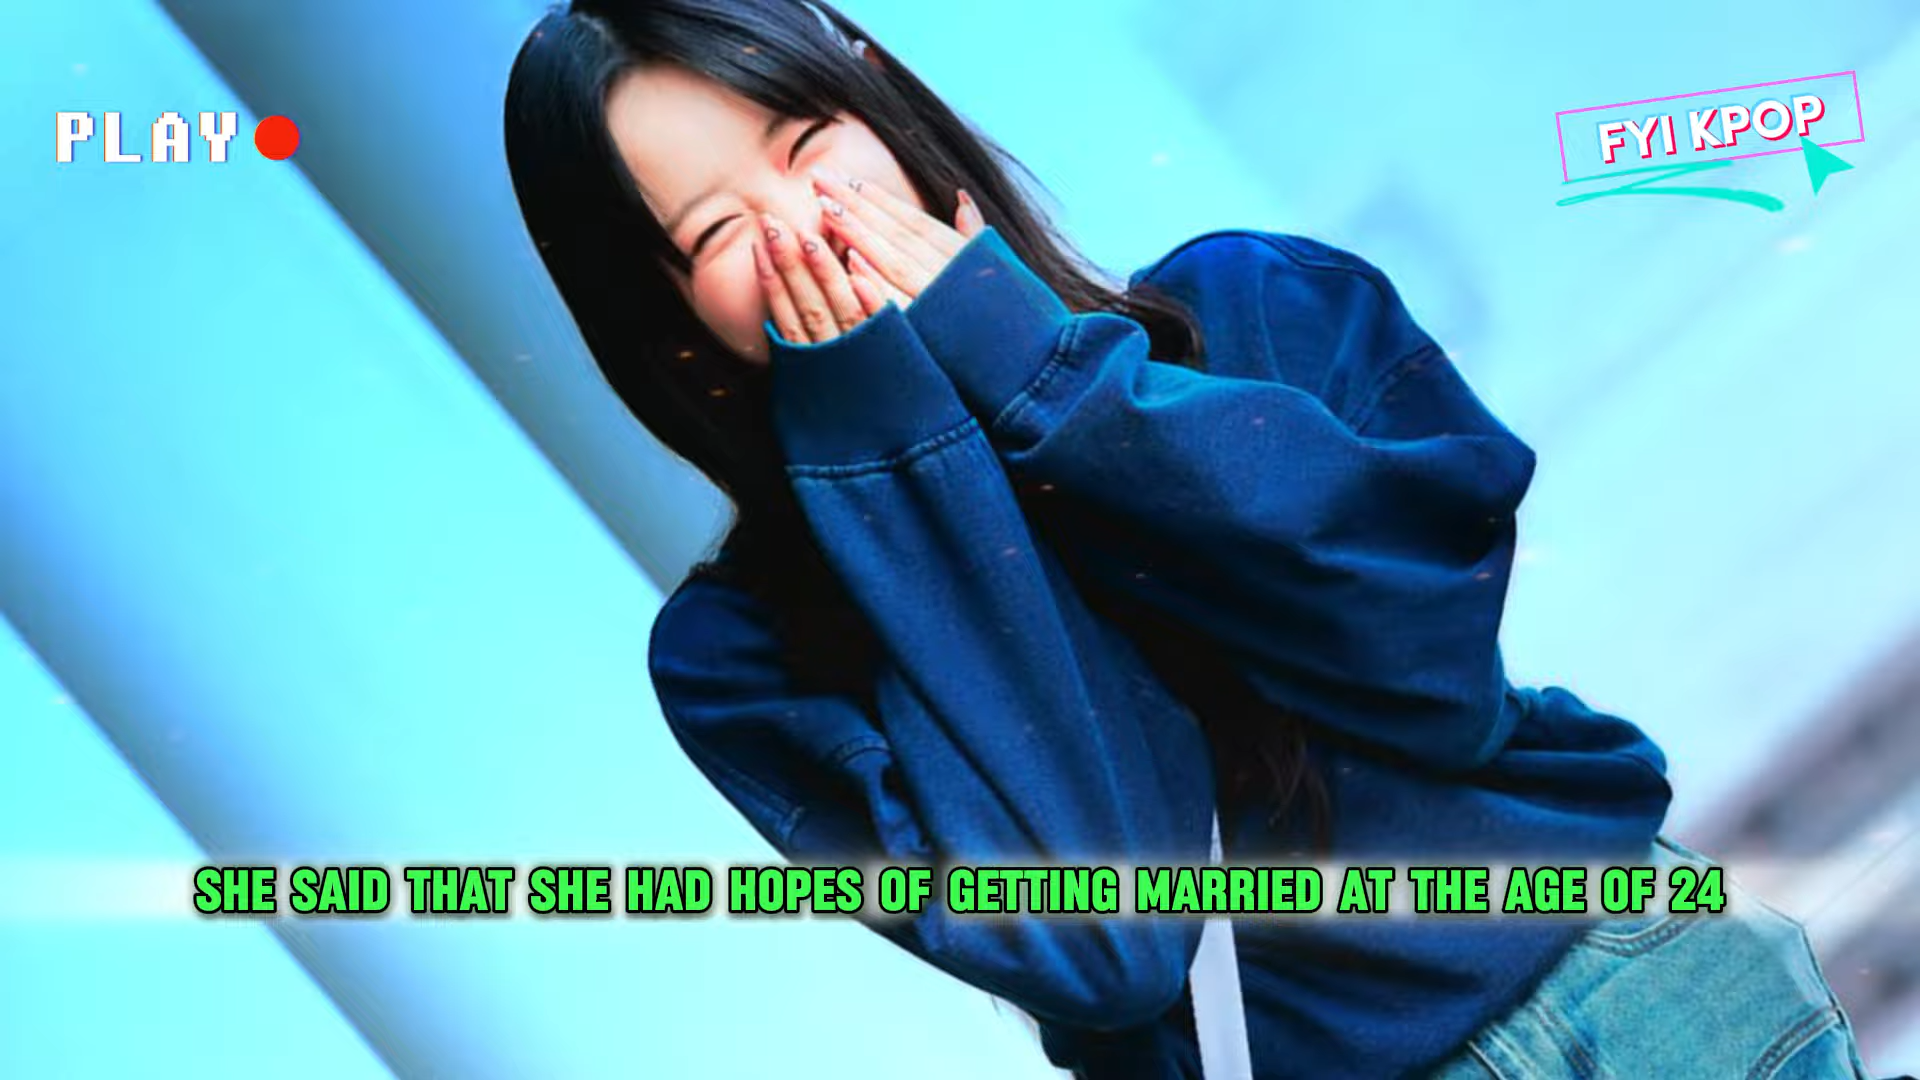 PLAY
FYI KPOP
SHE SAID THAT SHE HAD HOPES OF GETTING MARRIED AT THE AGE OF 24